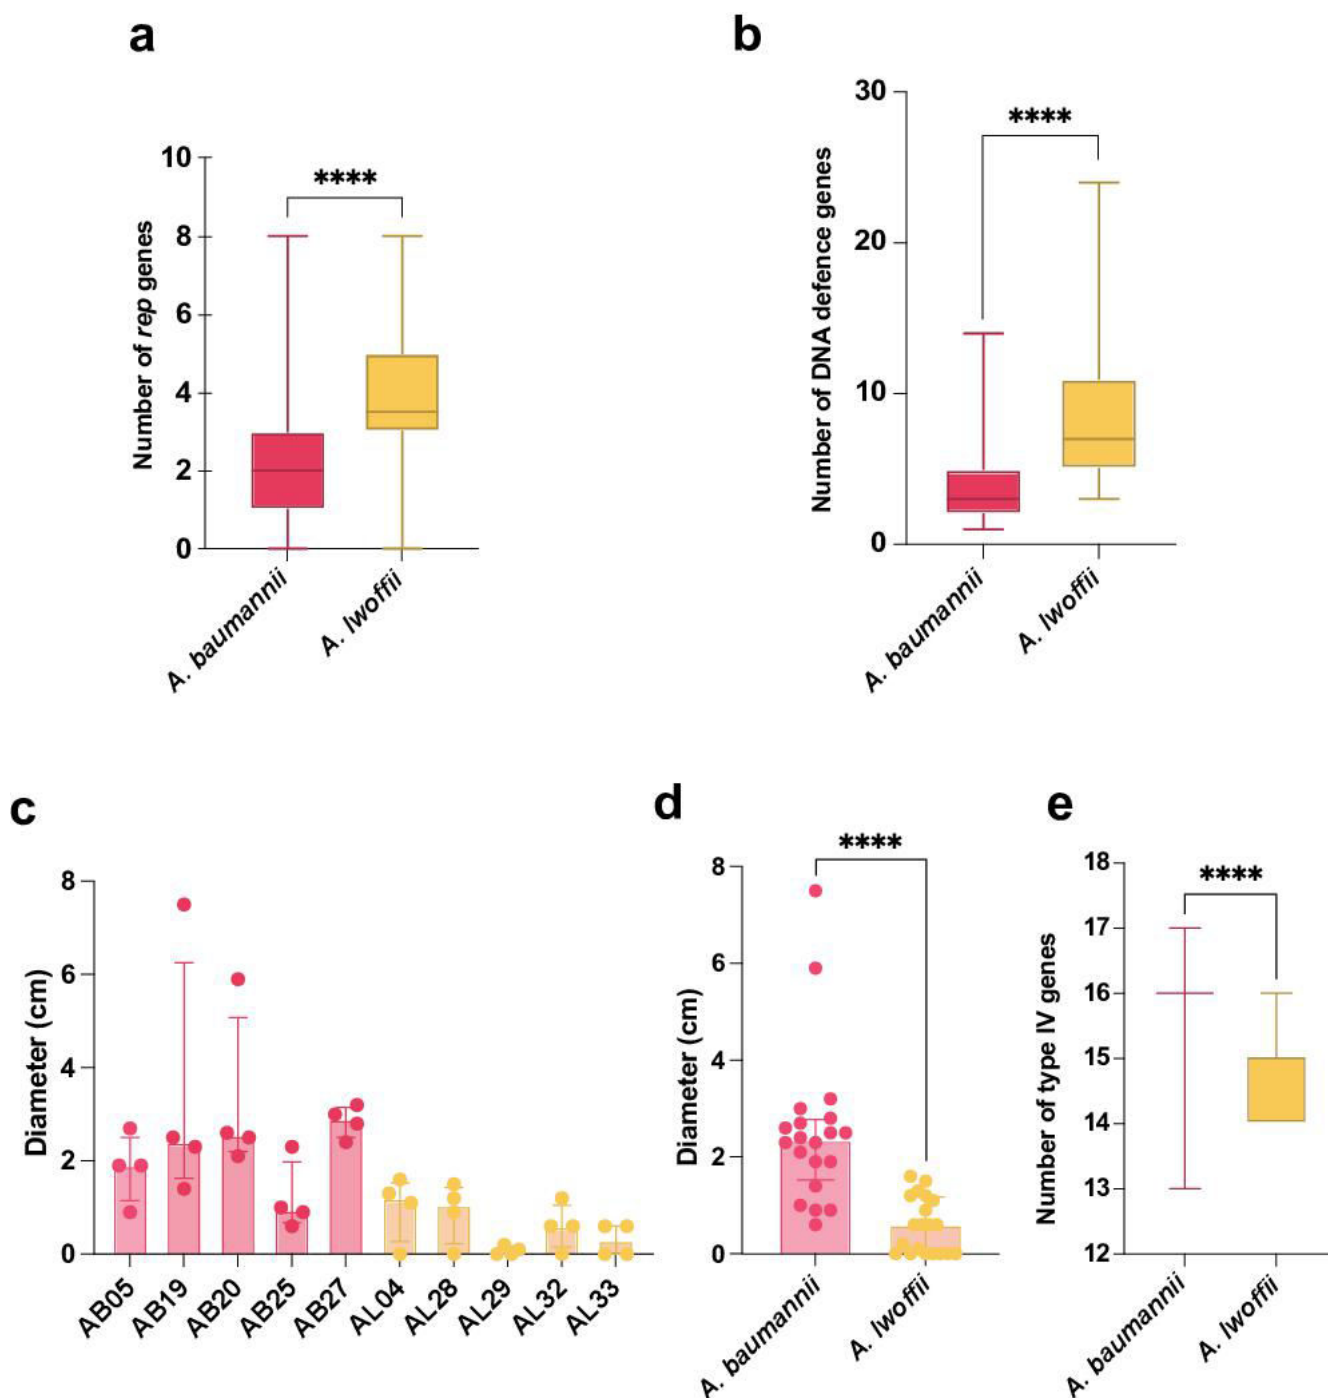 a
10
8
6
4
2
0
Number of rep genes
****
A. baumannii
A. lwoffii
b
30
20
10
0
Number of DNA defence genes
****
A. baumannii
A. lwoffii
c
8
6
4
2
0
Diameter (cm)
AB05
AB19
AB20
AB25
AB27
AL04
AL28
AL29
AL32
AL33
d
8
6
4
2
0
Diameter (cm)
****
A. baumannii
A. lwoffii
e
18
17
16
15
14
13
12
Number of type IV genes
****
A. baumannii
A. lwoffii